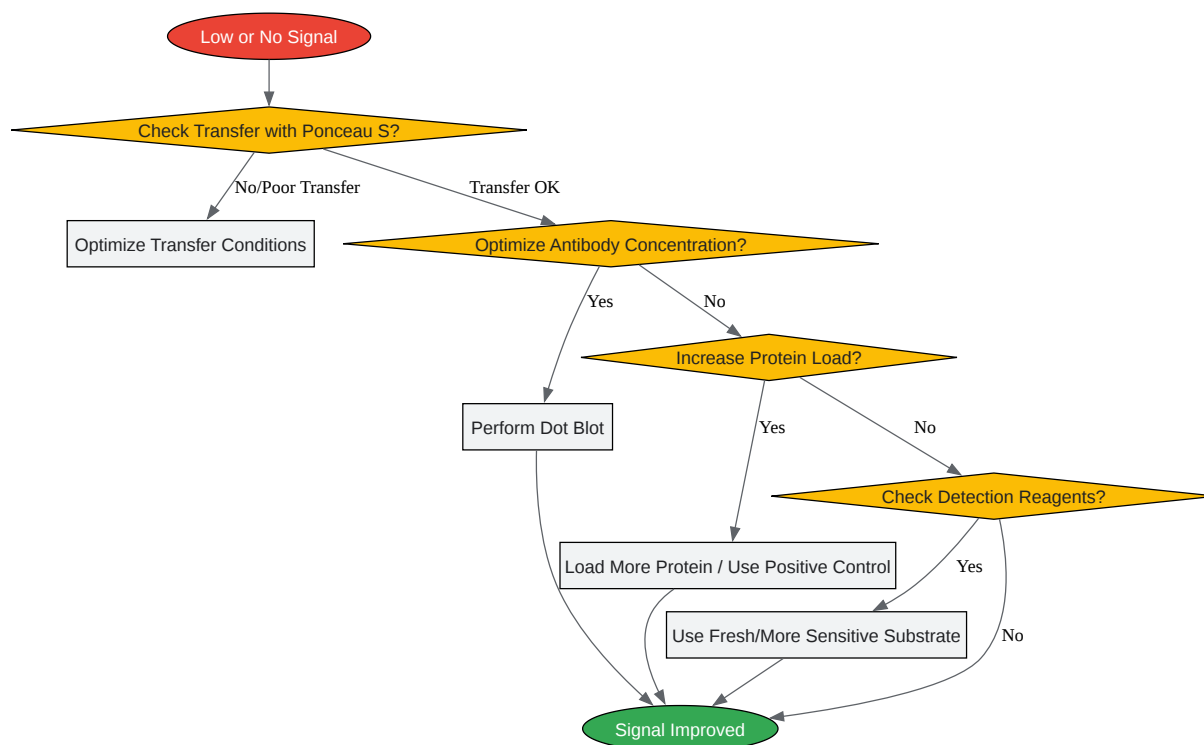 Low or No Signal
Check Transfer with Ponceau S?
No/Poor Transfer
Transfer OK
Optimize Transfer Conditions
Optimize Antibody Concentration?
Yes
No
Increase Protein Load?
Perform Dot Blot
Yes
No
Check Detection Reagents?
Load More Protein / Use Positive Control
Yes
Use Fresh/More Sensitive Substrate
No
Signal Improved